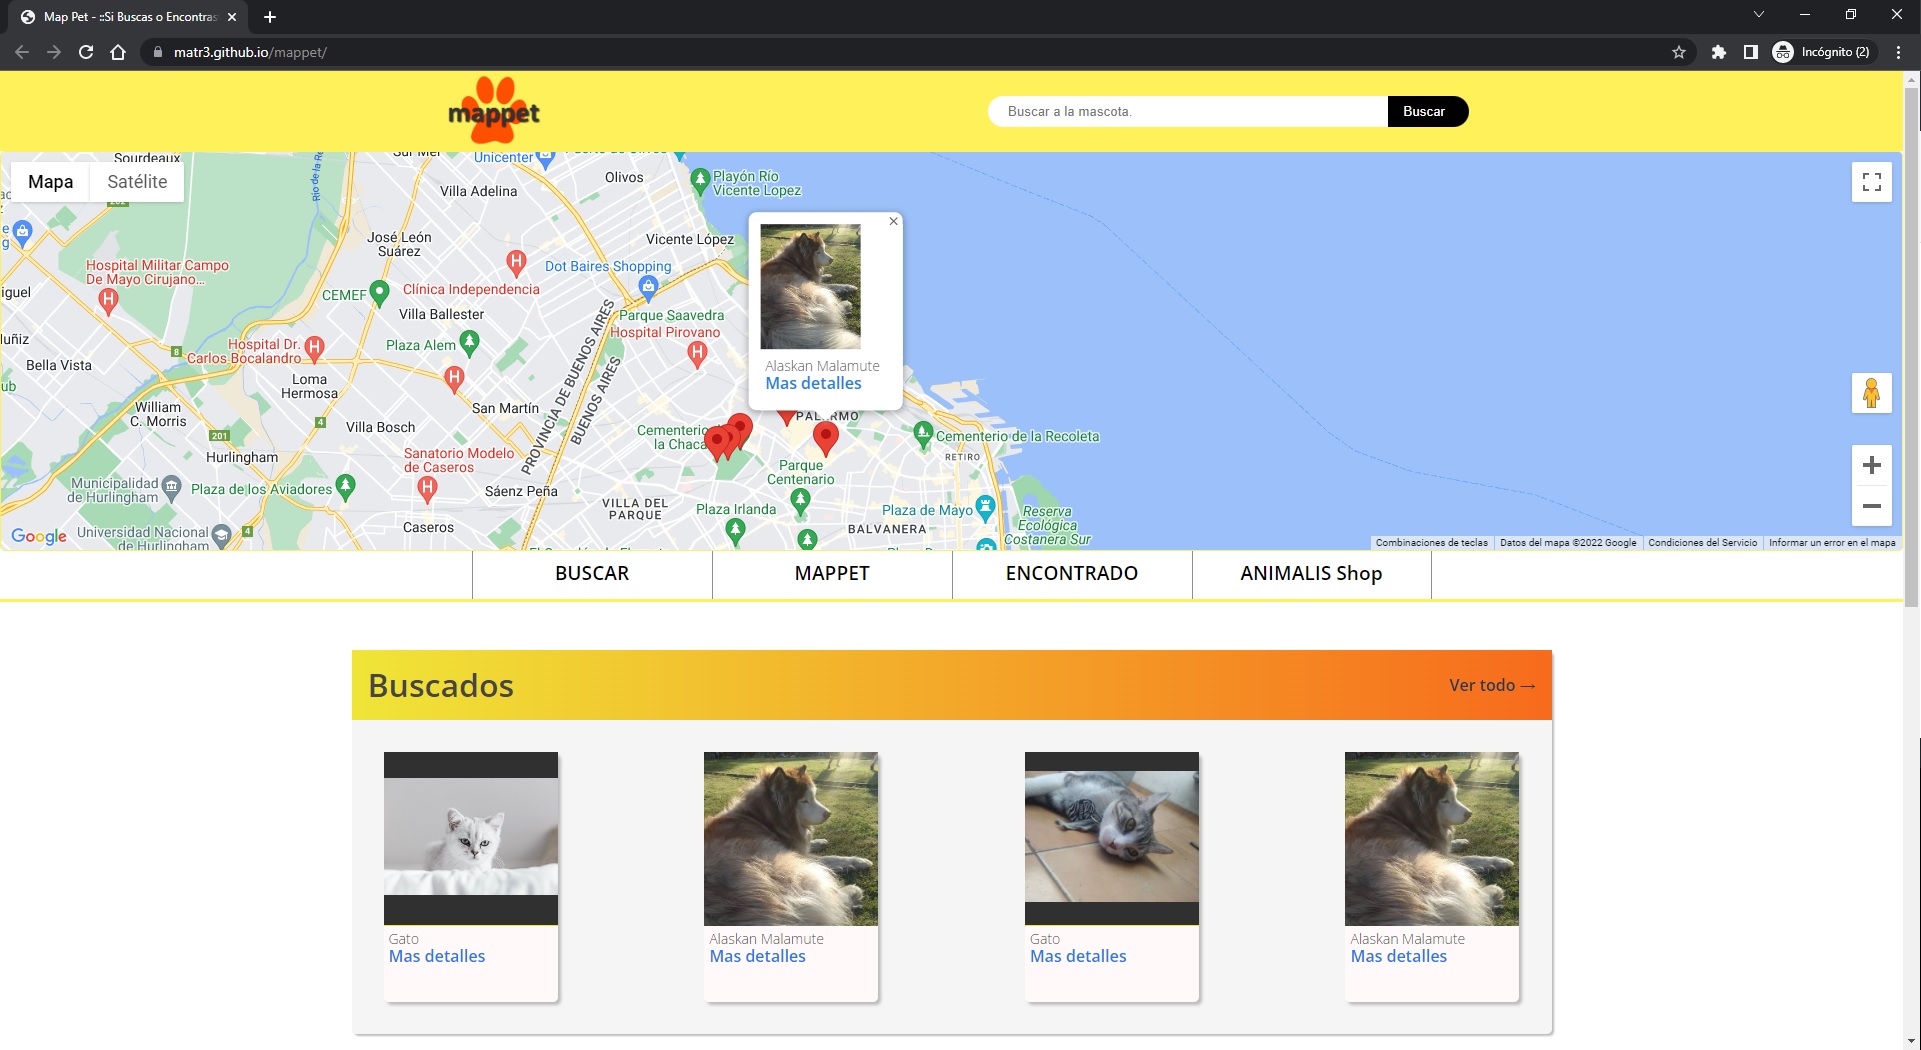 Map Pet - ::Si Buscas o Encontras
matr3.github.io/mappet/
Incógnito (2)
mappet
Buscar a la mascota.
Buscar
Mapa
Satélite
Sourdeaux
Unicenter
Olivos
Playón Río
Vicente Lopez
Villa Adelina
José León
Suárez
Vicente López
Hospital Militar Campo
De Mayo Cirujano...
Dot Baires Shopping
CEMEF
Clínica Independencia
Villa Ballester
Parque Saavedra
Hospital Pirovano
Plaza Alem
Hospital Dr.
Carlos Bocalandro
8
Bella Vista
Loma
Hermosa
PROVINCIA DE BUENOS AIRES
BUENOS AIRES
Alaskan Malamute
Mas detalles
William
C. Morris
San Martín
4
Villa Bosch
201
Hurlingham
Sanatorio Modelo
de Caseros
Cementerio de
la Chaca
PALERMO
Cementerio de la Recoleta
RETIRO
Parque
Centenario
Municipalidad
de Hurlingham
Plaza de los Aviadores
Sáenz Peña
VILLA DEL
PARQUE
Plaza Irlanda
Plaza de Mayo
Reserva
Ecológica
Costanera Sur
BALVANERA
Caseros
4
Google
Universidad Nacional
de Hurlingham
Combinaciones de teclas
Datos del mapa ©2022 Google
Condiciones del Servicio
Informar un error en el mapa
BUSCAR
MAPPET
ENCONTRADO
ANIMALIS Shop
Buscados
Ver todo →
Gato
Mas detalles
Alaskan Malamute
Mas detalles
Gato
Mas detalles
Alaskan Malamute
Mas detalles